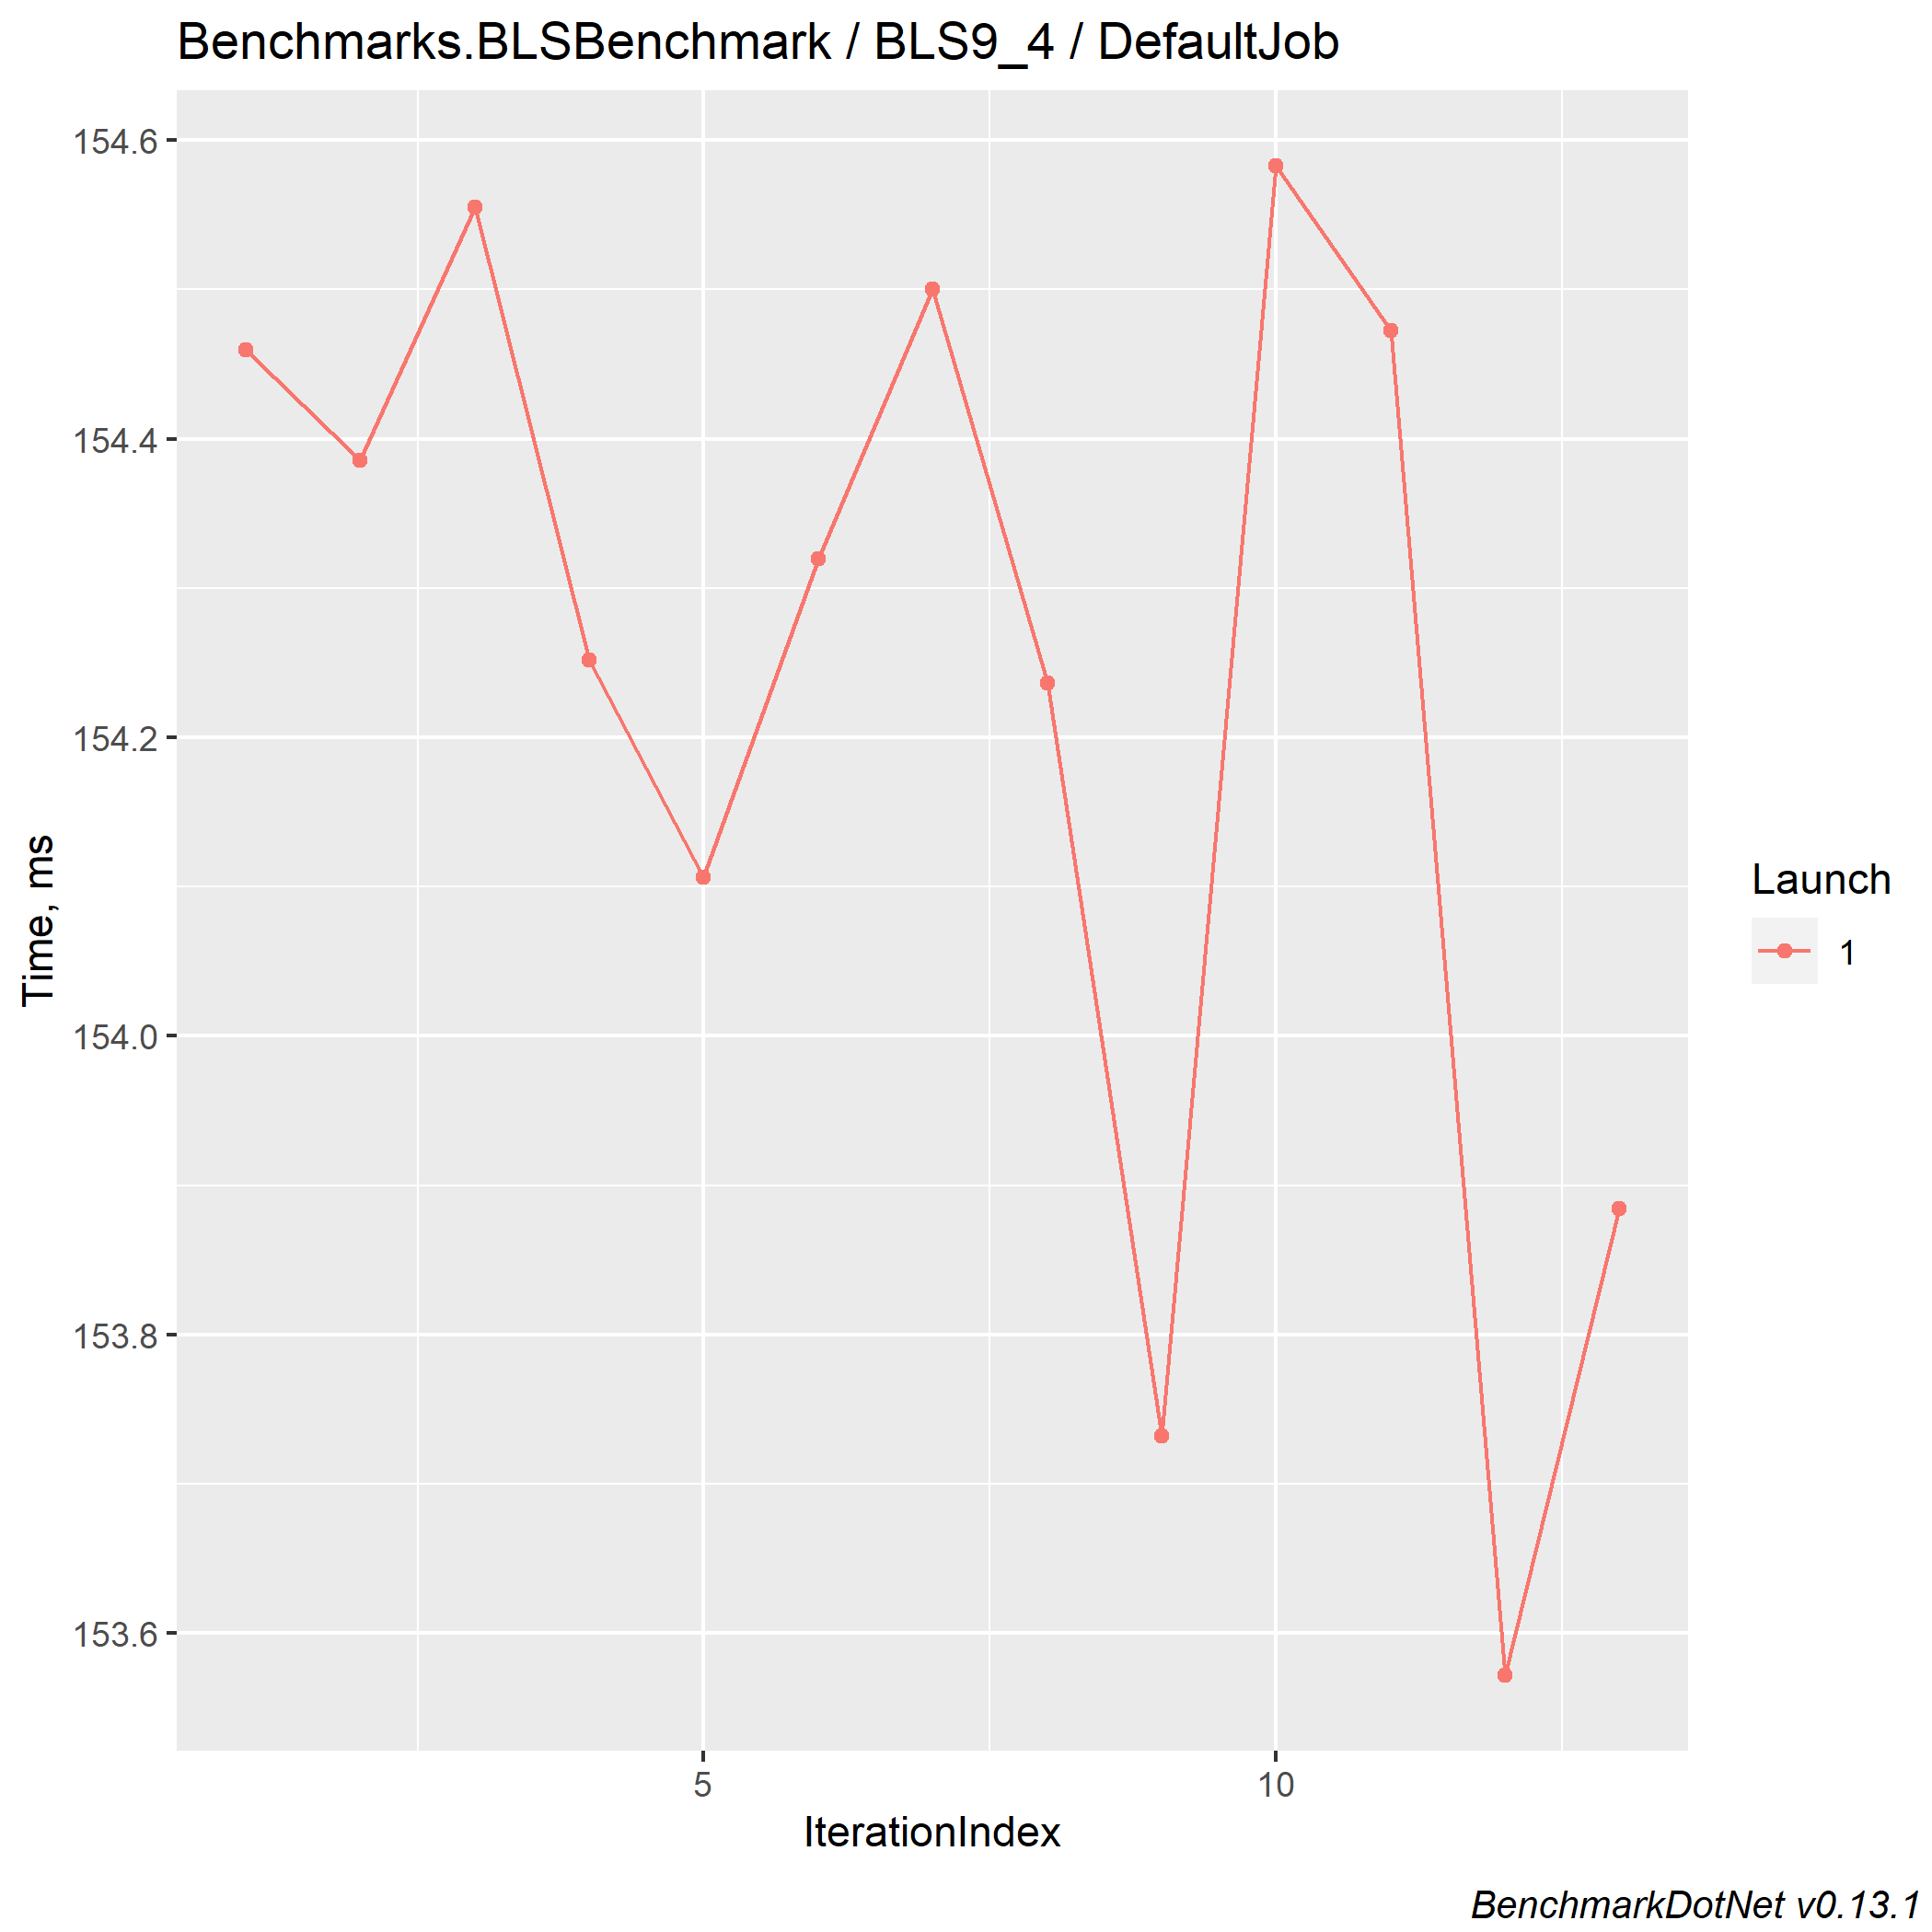 Benchmarks.BLSBenchmark / BLS9_4 / DefaultJob
154.6
154.4
154.2
154.0
153.8
153.6
Time, ms
5
10
IterationIndex
Launch
1
BenchmarkDotNet v0.13.1